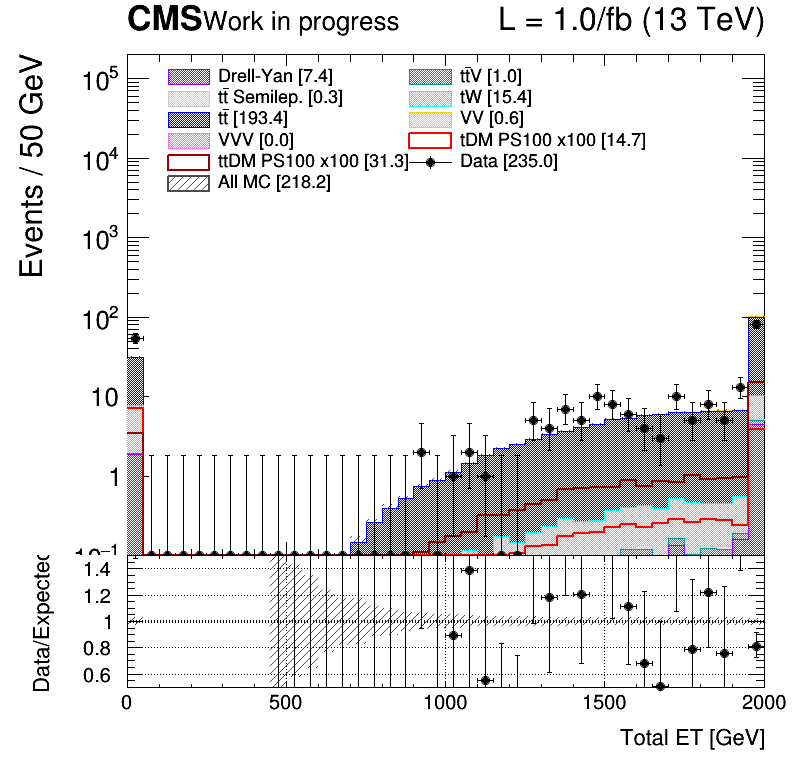 CMS Work in progress L = 1.0/fb (13 TeV)
Events / 50 GeV
10⁵
10⁴
10³
10²
10
1
10⁻¹
Drell-Yan [7.4]
tt̄V [1.0]
tt̄ Semilep. [0.3]
tW [15.4]
tt̄ [193.4]
VV [0.6]
VVV [0.0]
tDM PS100 x100 [14.7]
ttDM PS100 x100 [31.3]
Data [235.0]
All MC [218.2]
Data/Expected
1.4
1.2
1
0.8
0.6
0 500 1000 1500 2000
Total ET [GeV]